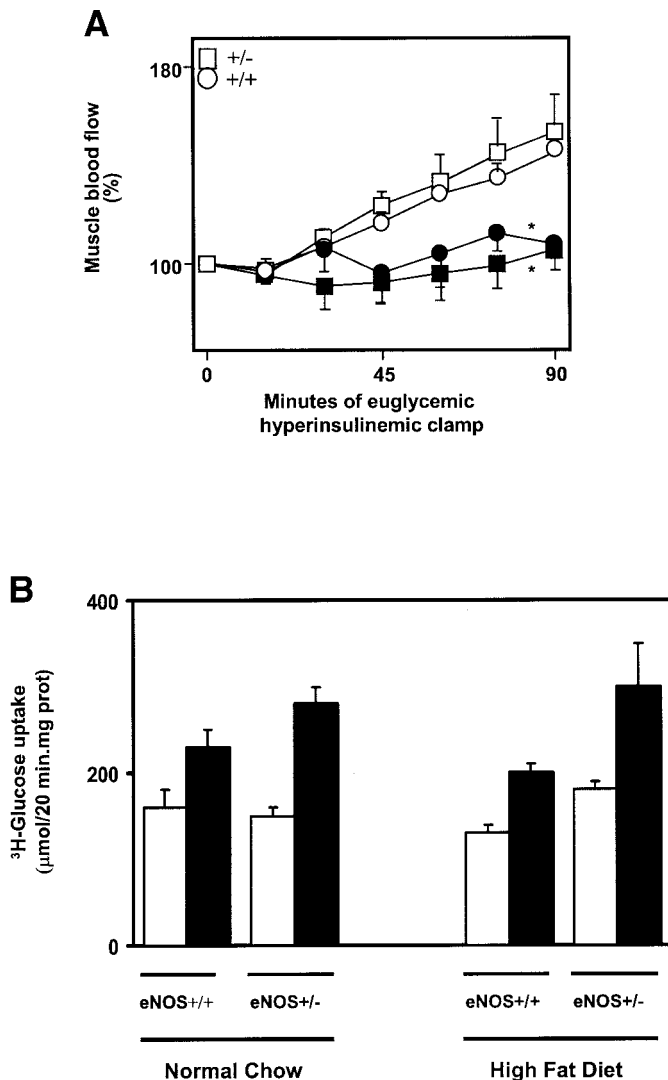 A
180
+/-
+/+
Muscle blood flow
(%)
100
*
*
0
45
90
Minutes of euglycemic
hyperinsulinemic clamp
B
400
³H-Glucose uptake
(μmol/20 min.mg prot)
200
0
eNOS+/+
eNOS+/-
eNOS+/+
eNOS+/-
Normal Chow
High Fat Diet